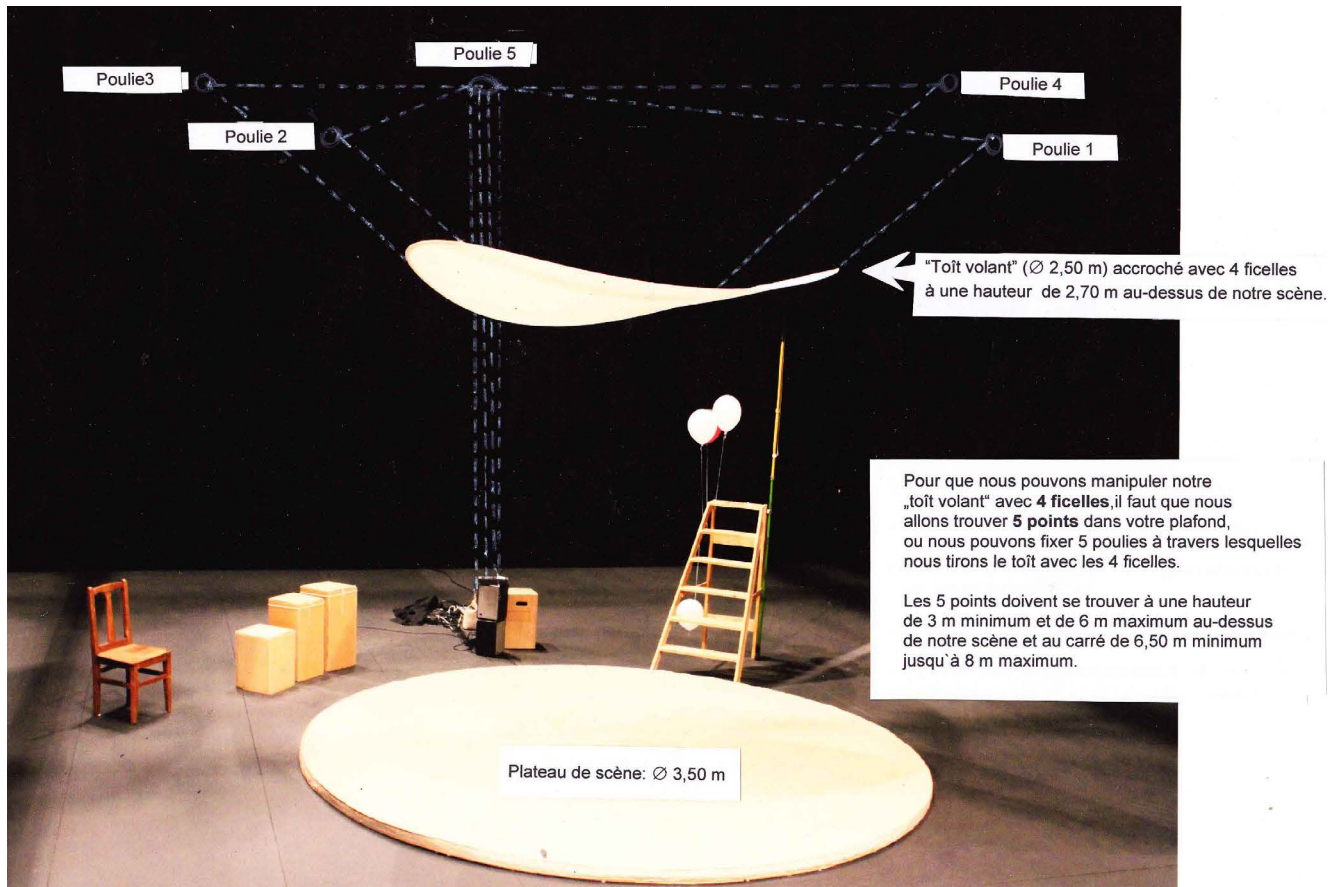 Poulie 5
Poulie3
Poulie 4
Poulie 2
Poulie 1
"Toît volant" (∅ 2,50 m) accroché avec 4 ficelles
à une hauteur de 2,70 m au-dessus de notre scène.
Pour que nous pouvons manipuler notre
„toît volant“ avec 4 ficelles,il faut que nous
allons trouver 5 points dans votre plafond,
ou nous pouvons fixer 5 poulies à travers lesquelles
nous tirons le toît avec les 4 ficelles.
Les 5 points doivent se trouver à une hauteur
de 3 m minimum et de 6 m maximum au-dessus
de notre scène et au carré de 6,50 m minimum
jusqu`à 8 m maximum.
Plateau de scène: ∅ 3,50 m